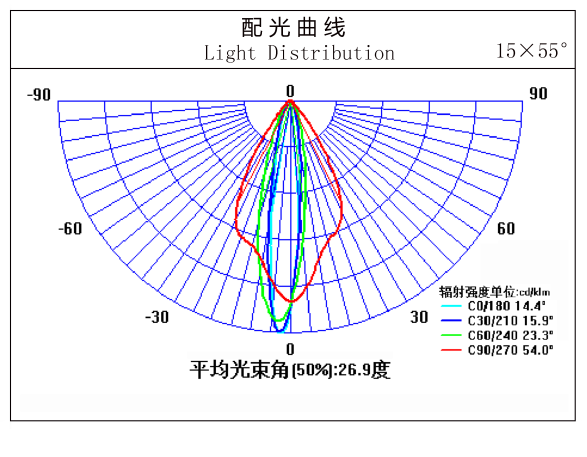 配光曲线
Light Distribution
15×55°
-90
0
90
-60
60
-30
30
0
辐射强度单位:cd/klm
C0/180 14.4°
C30/210 15.9°
C60/240 23.3°
C90/270 54.0°
平均光束角(50%):26.9度